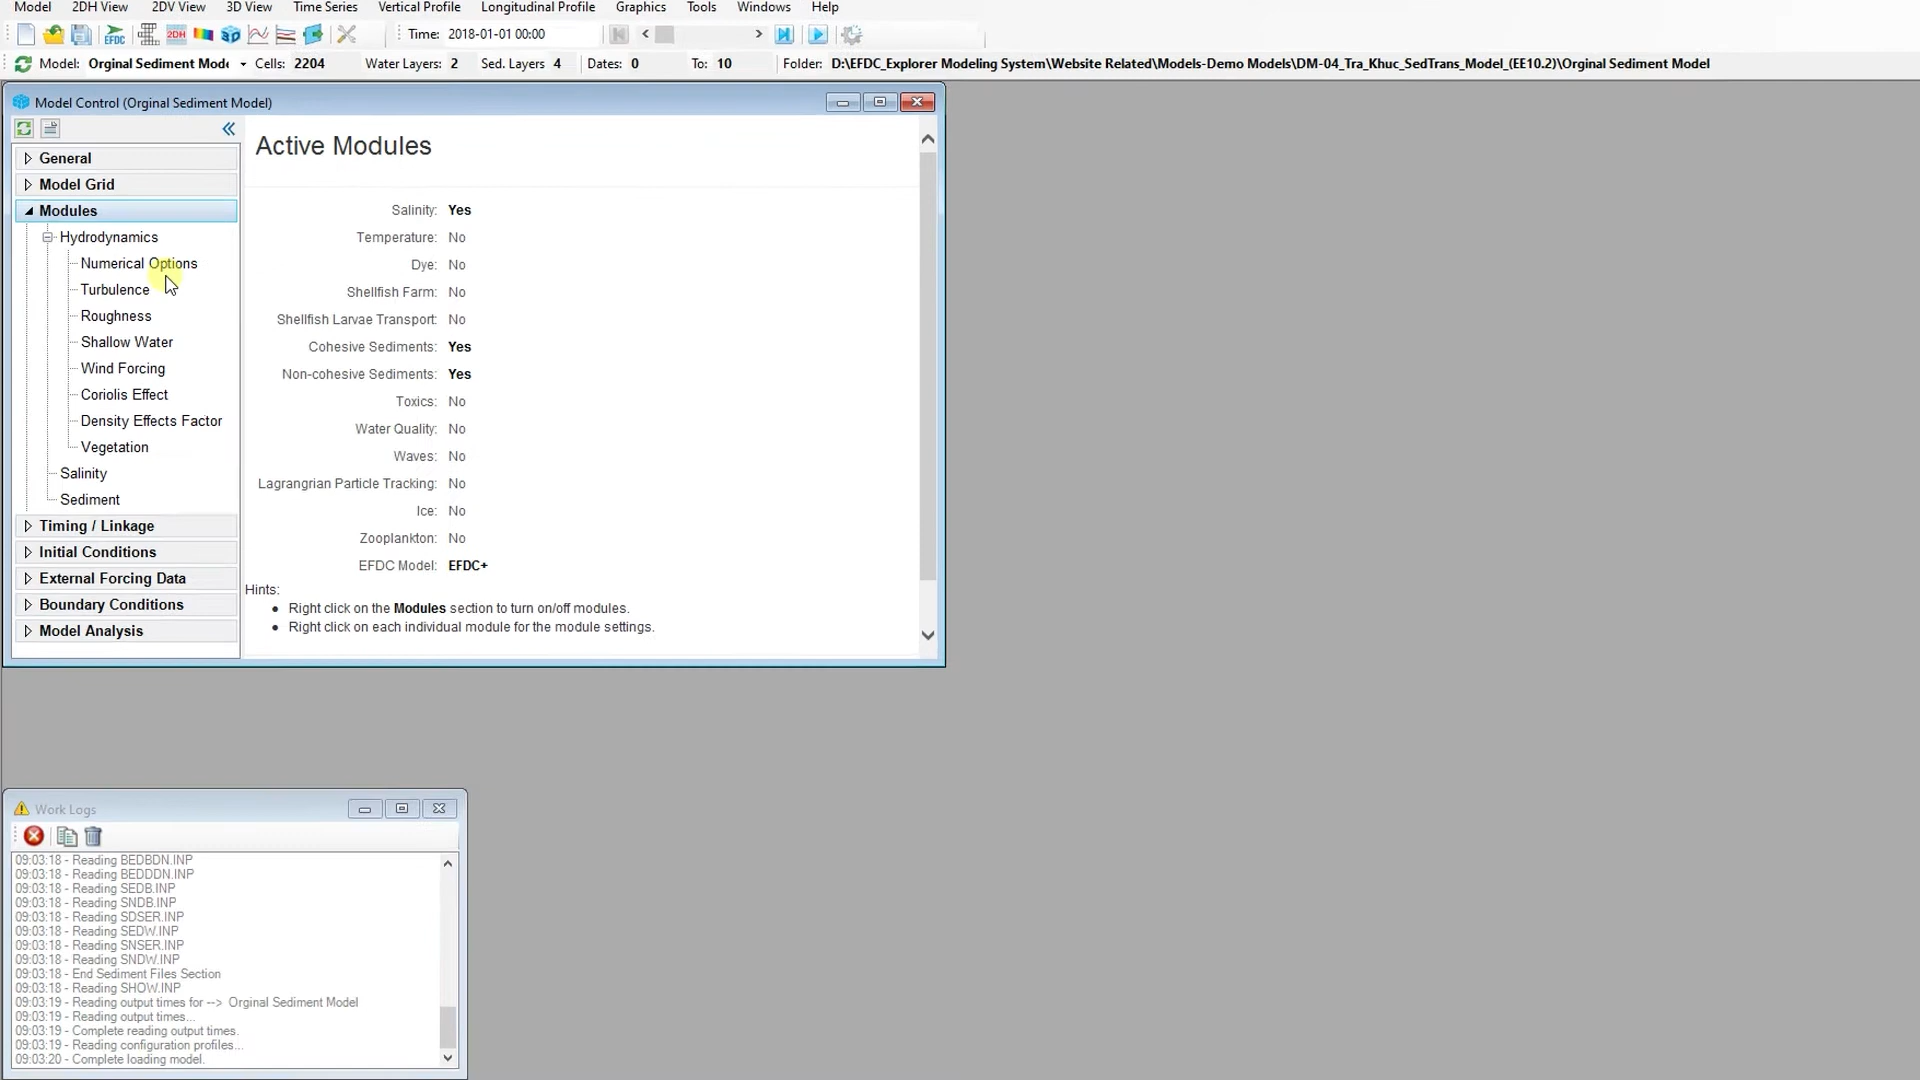 Model 2DH View 2DV View 3D View Time Series Vertical Profile Longitudinal Profile Graphics Tools Windows Help
EFDC 2DH 3D Time: 2018-01-01 00:00
Model: Orginal Sediment Mode Cells: 2204 Water Layers: 2 Sed. Layers 4 Dates: 0 To: 10 Folder: D:\EFDC_Explorer Modeling System\Website Related\Models-Demo Models\DM-04_Tra_Khuc_SedTrans_Model_(EE10.2)\Orginal Sediment Model
Model Control (Orginal Sediment Model)
General
Model Grid
Modules
Hydrodynamics
Numerical Options
Turbulence
Roughness
Shallow Water
Wind Forcing
Coriolis Effect
Density Effects Factor
Vegetation
Salinity
Sediment
Timing / Linkage
Initial Conditions
External Forcing Data
Boundary Conditions
Model Analysis
Active Modules
Salinity: Yes
Temperature: No
Dye: No
Shellfish Farm: No
Shellfish Larvae Transport: No
Cohesive Sediments: Yes
Non-cohesive Sediments: Yes
Toxics: No
Water Quality: No
Waves: No
Lagrangrian Particle Tracking: No
Ice: No
Zooplankton: No
EFDC Model: EFDC+
Hints:
• Right click on the Modules section to turn on/off modules.
• Right click on each individual module for the module settings.
Work Logs
09:03:18 - Reading BEDBDN.INP
09:03:18 - Reading BEDDDN.INP
09:03:18 - Reading SEDB.INP
09:03:18 - Reading SNDB.INP
09:03:18 - Reading SDSER.INP
09:03:18 - Reading SEDW.INP
09:03:18 - Reading SNSER.INP
09:03:18 - Reading SNDW.INP
09:03:18 - End Sediment Files Section
09:03:18 - Reading SHOW.INP
09:03:19 - Reading output times for --> Orginal Sediment Model
09:03:19 - Reading output times...
09:03:19 - Complete reading output times.
09:03:19 - Reading configuration profiles...
09:03:20 - Complete loading model.